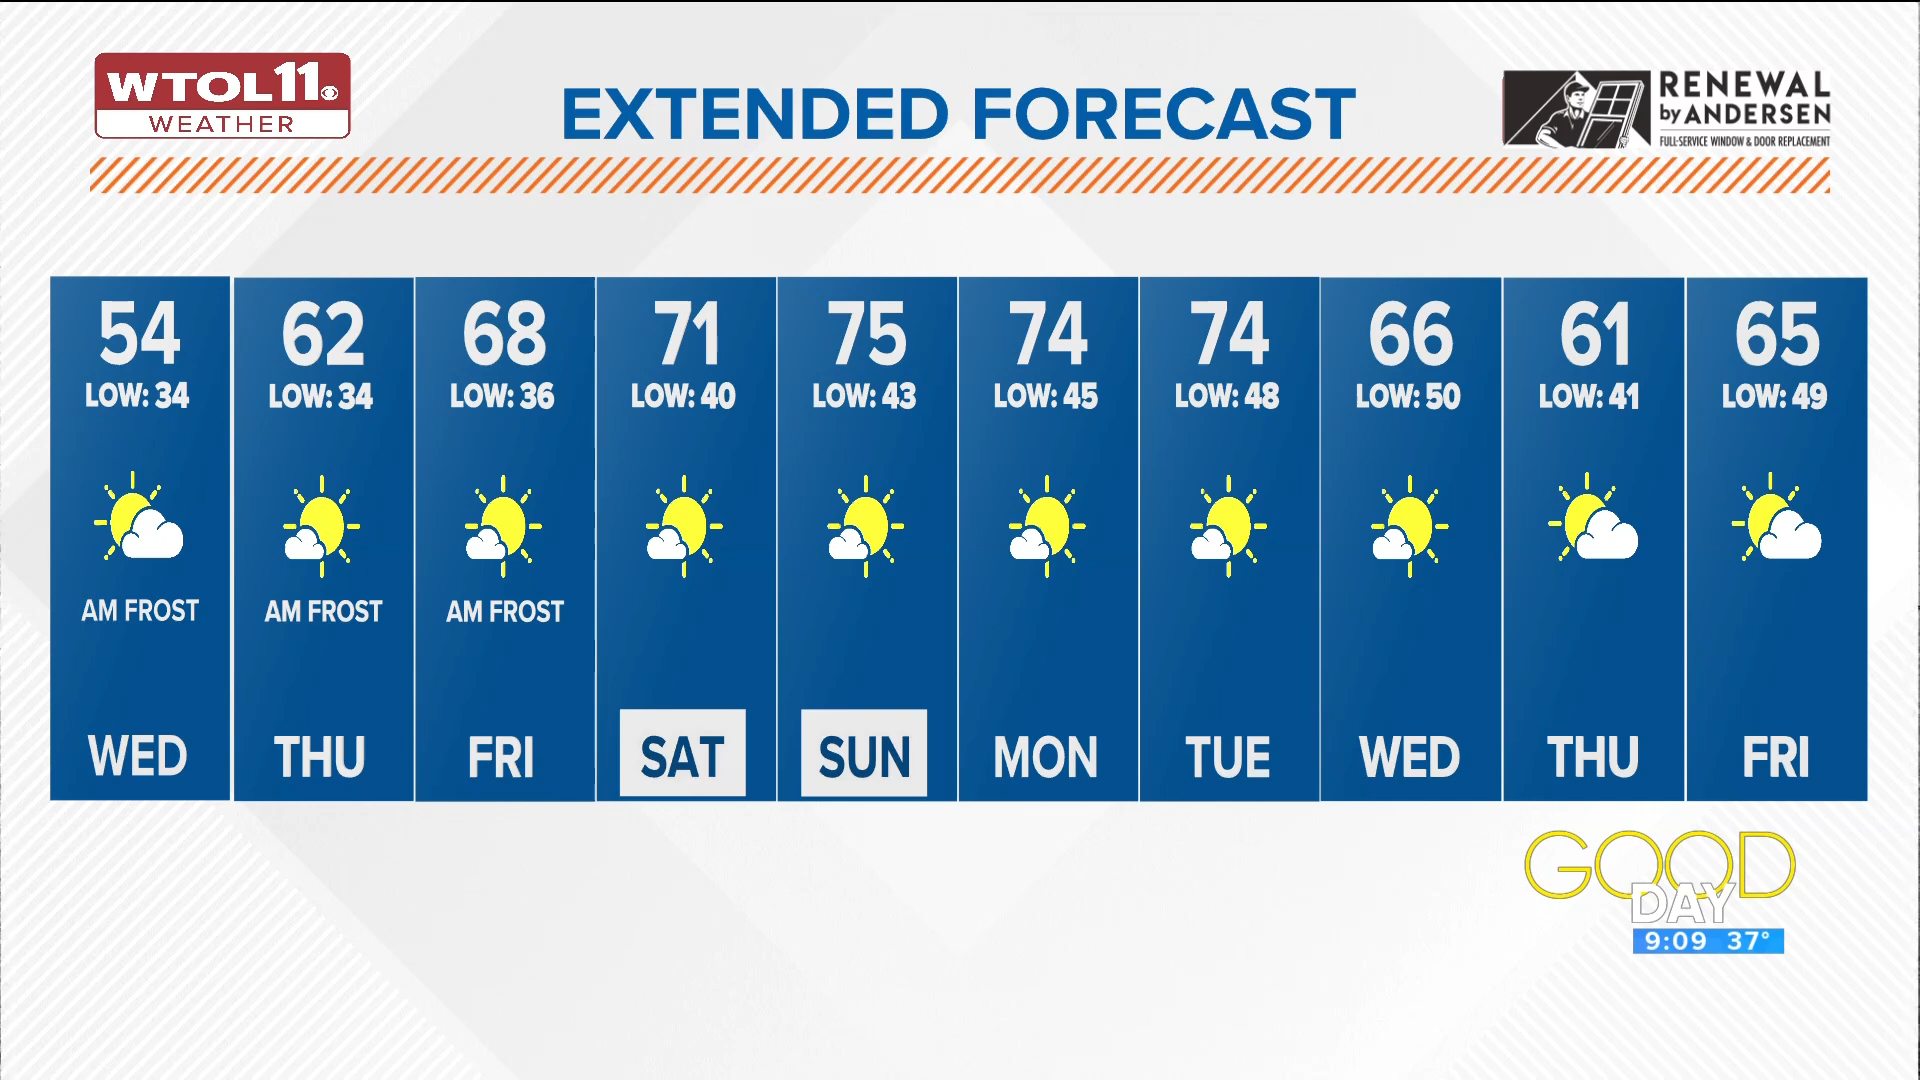 WTOL11
WEATHER
EXTENDED FORECAST
RENEWAL
by ANDERSEN
FULL-SERVICE WINDOW & DOOR REPLACEMENT
54
LOW: 34
AM FROST
WED
62
LOW: 34
AM FROST
THU
68
LOW: 36
AM FROST
FRI
71
LOW: 40
SAT
75
LOW: 43
SUN
74
LOW: 45
MON
74
LOW: 48
TUE
66
LOW: 50
WED
61
LOW: 41
THU
65
LOW: 49
FRI
GOOD
DAY
9:09 37°